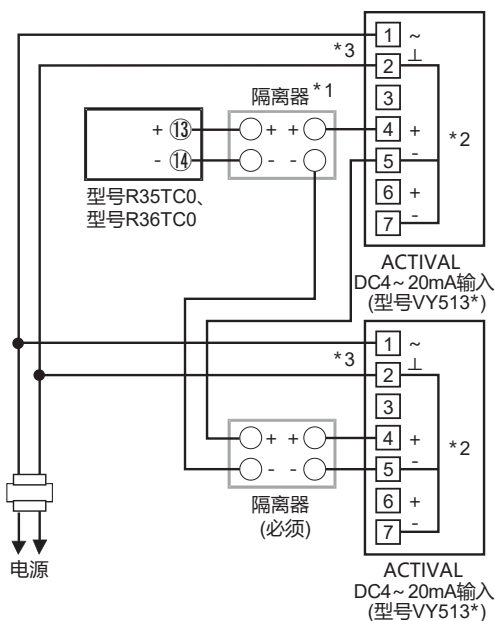 1 ~
*3
2 ⊥
隔离器 *1
3
+ ⑬
+ +
4 +
*2
- ⑭
- -
5 -
6 +
型号R35TC0、
型号R36TC0
7 -
ACTIVAL
DC4~20mA输入
(型号VY513*)
1 ~
*3
2 ⊥
3
+ +
4 +
*2
- -
5 -
隔离器
(必须)
6 +
7 -
电源
ACTIVAL
DC4~20mA输入
(型号VY513*)